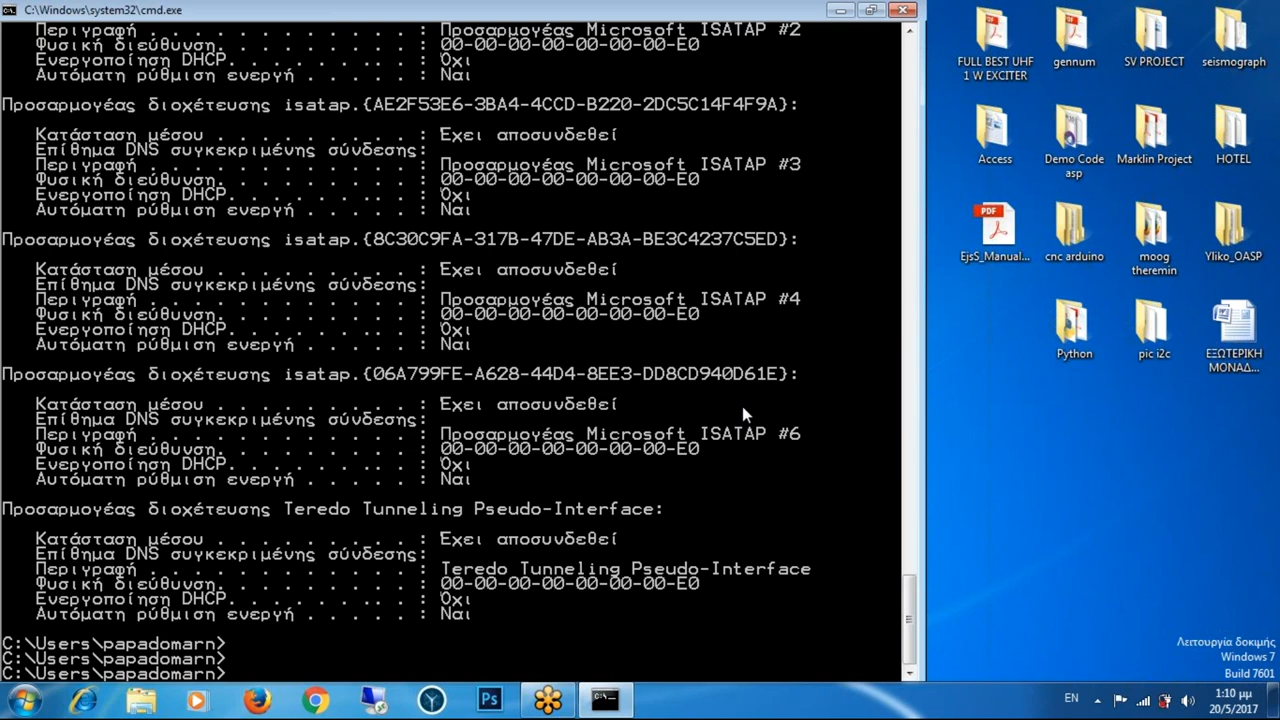 C:\Windows\system32\cmd.exe
Περιγραφή . . . . . . . . . . . . : Προσαρμογέας Microsoft ISATAP #2
Φυσική διεύθυνση. . . . . . . . . : 00-00-00-00-00-00-00-E0
Ενεργοποίηση DHCP. . . . . . . . . : Όχι
Αυτόματη ρύθμιση ενεργή . . . . . : Ναι
Προσαρμογέας διοχέτευσης isatap.{AE2F53E6-3BA4-4CCD-B220-2DC5C14F4F9A}:
Κατάσταση μέσου . . . . . . . . . : Έχει αποσυνδεθεί
Επίθημα DNS συγκεκριμένης σύνδεσης:
Περιγραφή . . . . . . . . . . . . : Προσαρμογέας Microsoft ISATAP #3
Φυσική διεύθυνση. . . . . . . . . : 00-00-00-00-00-00-00-E0
Ενεργοποίηση DHCP. . . . . . . . . : Όχι
Αυτόματη ρύθμιση ενεργή . . . . . : Ναι
Προσαρμογέας διοχέτευσης isatap.{8C30C9FA-317B-47DE-AB3A-BE3C4237C5ED}:
Κατάσταση μέσου . . . . . . . . . : Έχει αποσυνδεθεί
Επίθημα DNS συγκεκριμένης σύνδεσης:
Περιγραφή . . . . . . . . . . . . : Προσαρμογέας Microsoft ISATAP #4
Φυσική διεύθυνση. . . . . . . . . : 00-00-00-00-00-00-00-E0
Ενεργοποίηση DHCP. . . . . . . . . : Όχι
Αυτόματη ρύθμιση ενεργή . . . . . : Ναι
Προσαρμογέας διοχέτευσης isatap.{06A799FE-A628-44D4-8EE3-DD8CD940D61E}:
Κατάσταση μέσου . . . . . . . . . : Έχει αποσυνδεθεί
Επίθημα DNS συγκεκριμένης σύνδεσης:
Περιγραφή . . . . . . . . . . . . : Προσαρμογέας Microsoft ISATAP #6
Φυσική διεύθυνση. . . . . . . . . : 00-00-00-00-00-00-00-E0
Ενεργοποίηση DHCP. . . . . . . . . : Όχι
Αυτόματη ρύθμιση ενεργή . . . . . : Ναι
Προσαρμογέας διοχέτευσης Teredo Tunneling Pseudo-Interface:
Κατάσταση μέσου . . . . . . . . . : Έχει αποσυνδεθεί
Επίθημα DNS συγκεκριμένης σύνδεσης:
Περιγραφή . . . . . . . . . . . . : Teredo Tunneling Pseudo-Interface
Φυσική διεύθυνση. . . . . . . . . : 00-00-00-00-00-00-00-E0
Ενεργοποίηση DHCP. . . . . . . . . : Όχι
Αυτόματη ρύθμιση ενεργή . . . . . : Ναι
C:\Users\papadomarn>
C:\Users\papadomarn>
C:\Users\papadomarn>
FULL BEST UHF
1 W EXCITER
gennum
SV PROJECT
seismograph
Access
Demo Code
asp
Marklin Project
HOTEL
PDF
EjsS_Manual...
cnc arduino
moog
theremin
Yliko_OASP
Python
pic i2c
ΕΞΩΤΕΡΙΚΗ
ΜΟΝΑΔ...
Λειτουργία δοκιμής
Windows 7
Build 7601
Ps
C:\
EN
1:10 μμ
20/5/2017